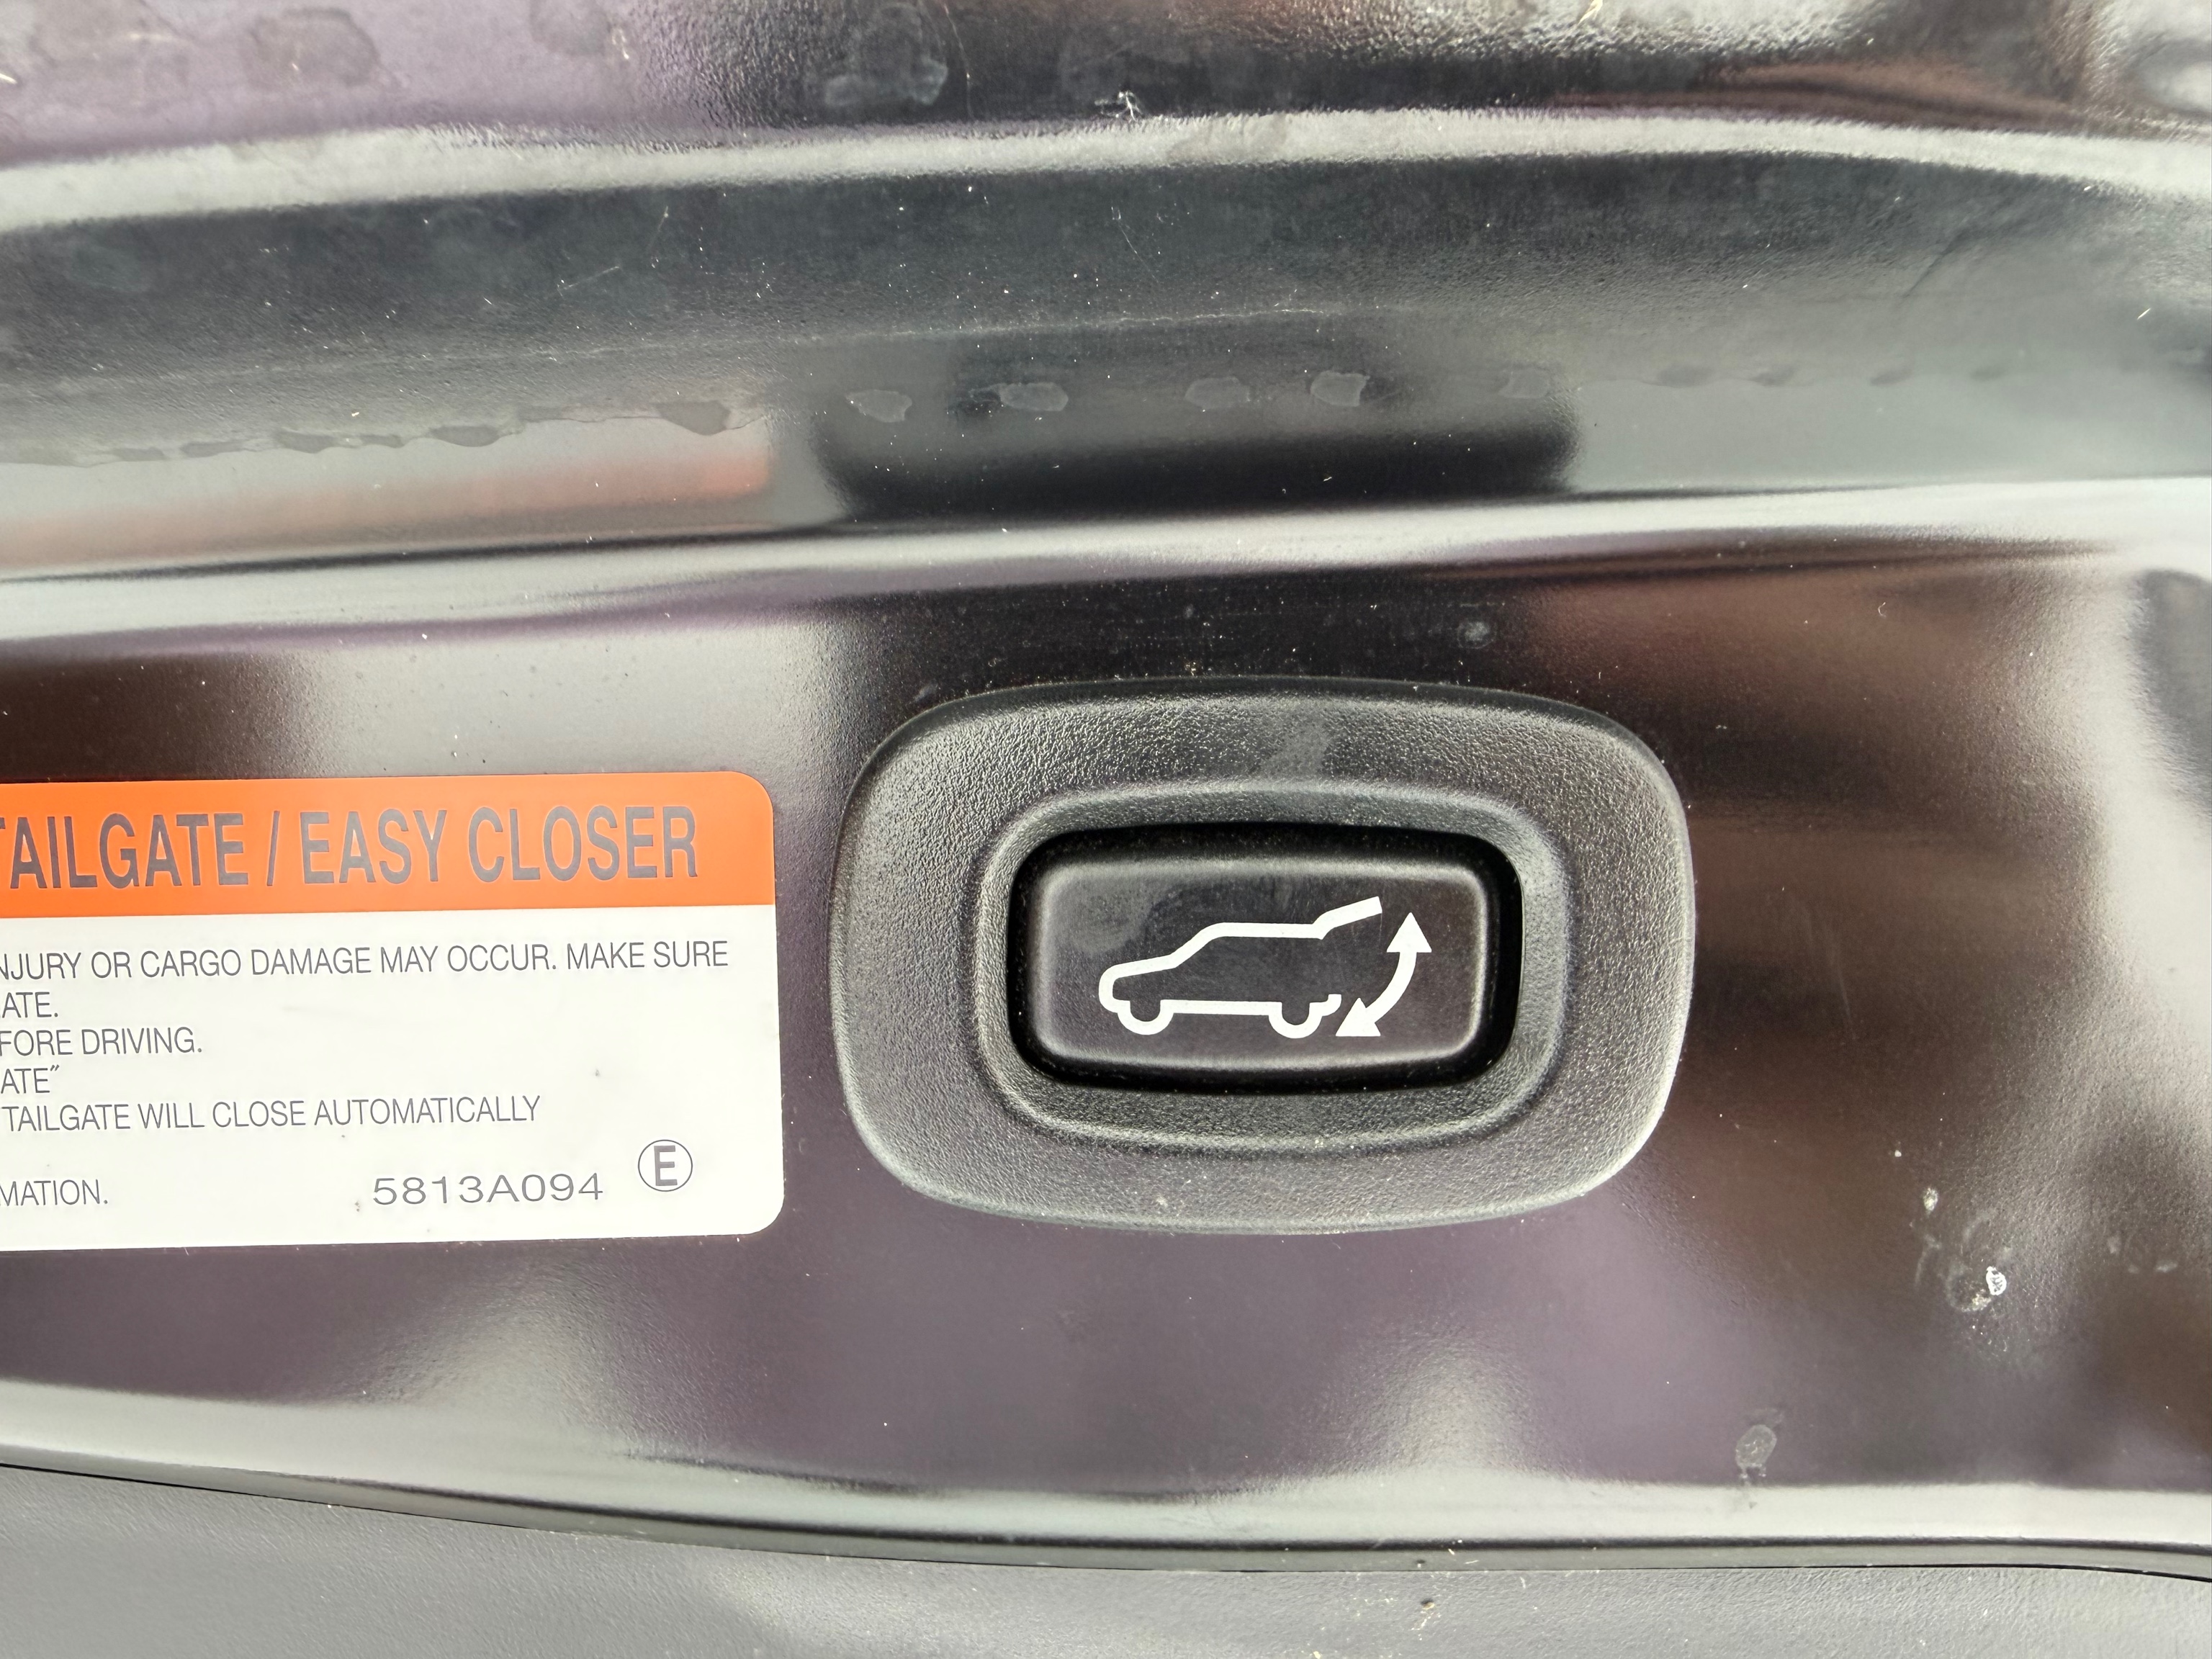 TAILGATE / EASY CLOSER
NJURY OR CARGO DAMAGE MAY OCCUR. MAKE SURE
ATE.
FORE DRIVING.
ATE"
TAILGATE WILL CLOSE AUTOMATICALLY
MATION.
5813A094 E